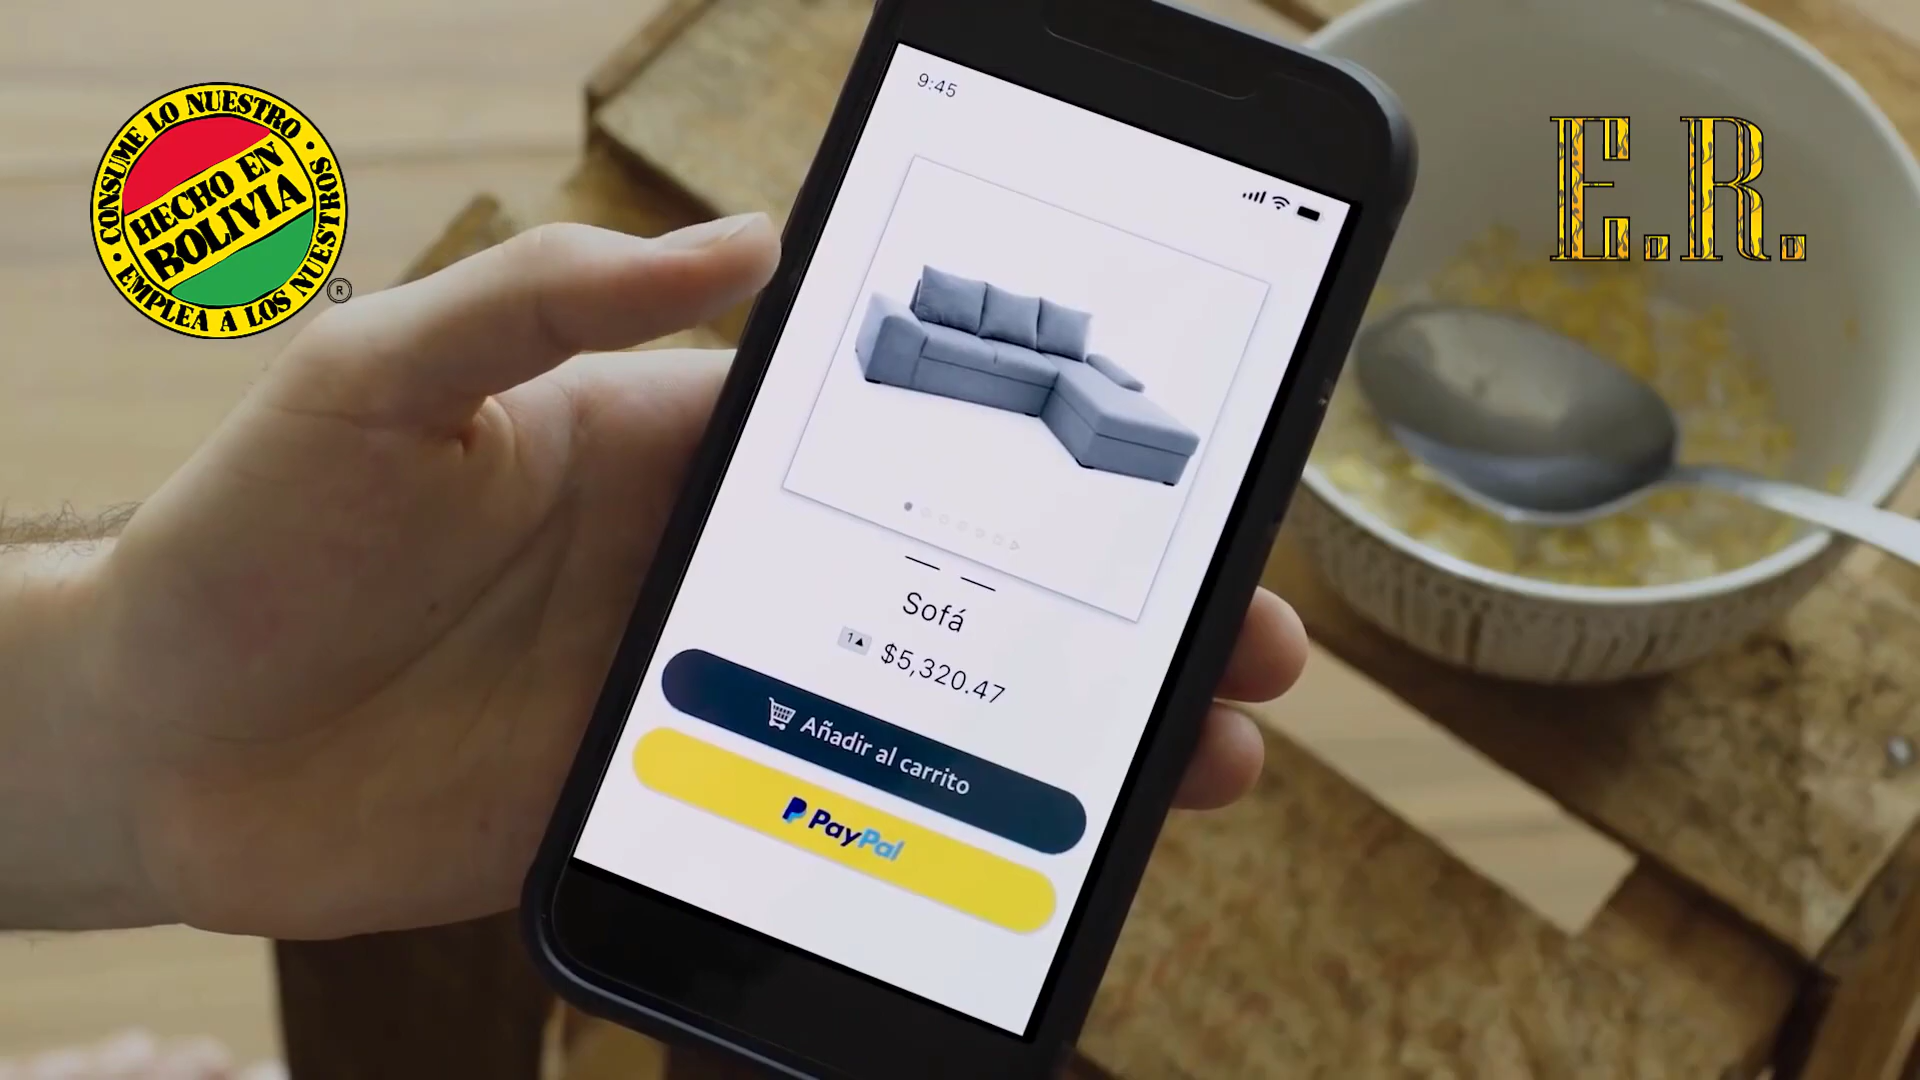 CONSUME LO NUESTRO · EMPLEA A LOS NUESTROS ·
HECHO EN
BOLIVIA
®
E.R.
9:45
Sofá
1▲ $5,320.47
Añadir al carrito
PayPal